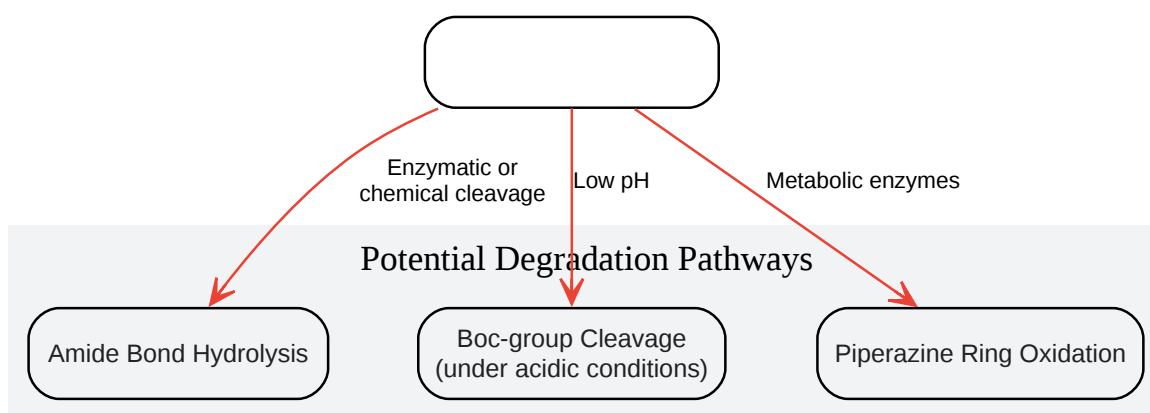 Enzymatic or
chemical cleavage
Low pH
Metabolic enzymes
Potential Degradation Pathways
Amide Bond Hydrolysis
Boc-group Cleavage
(under acidic conditions)
Piperazine Ring Oxidation